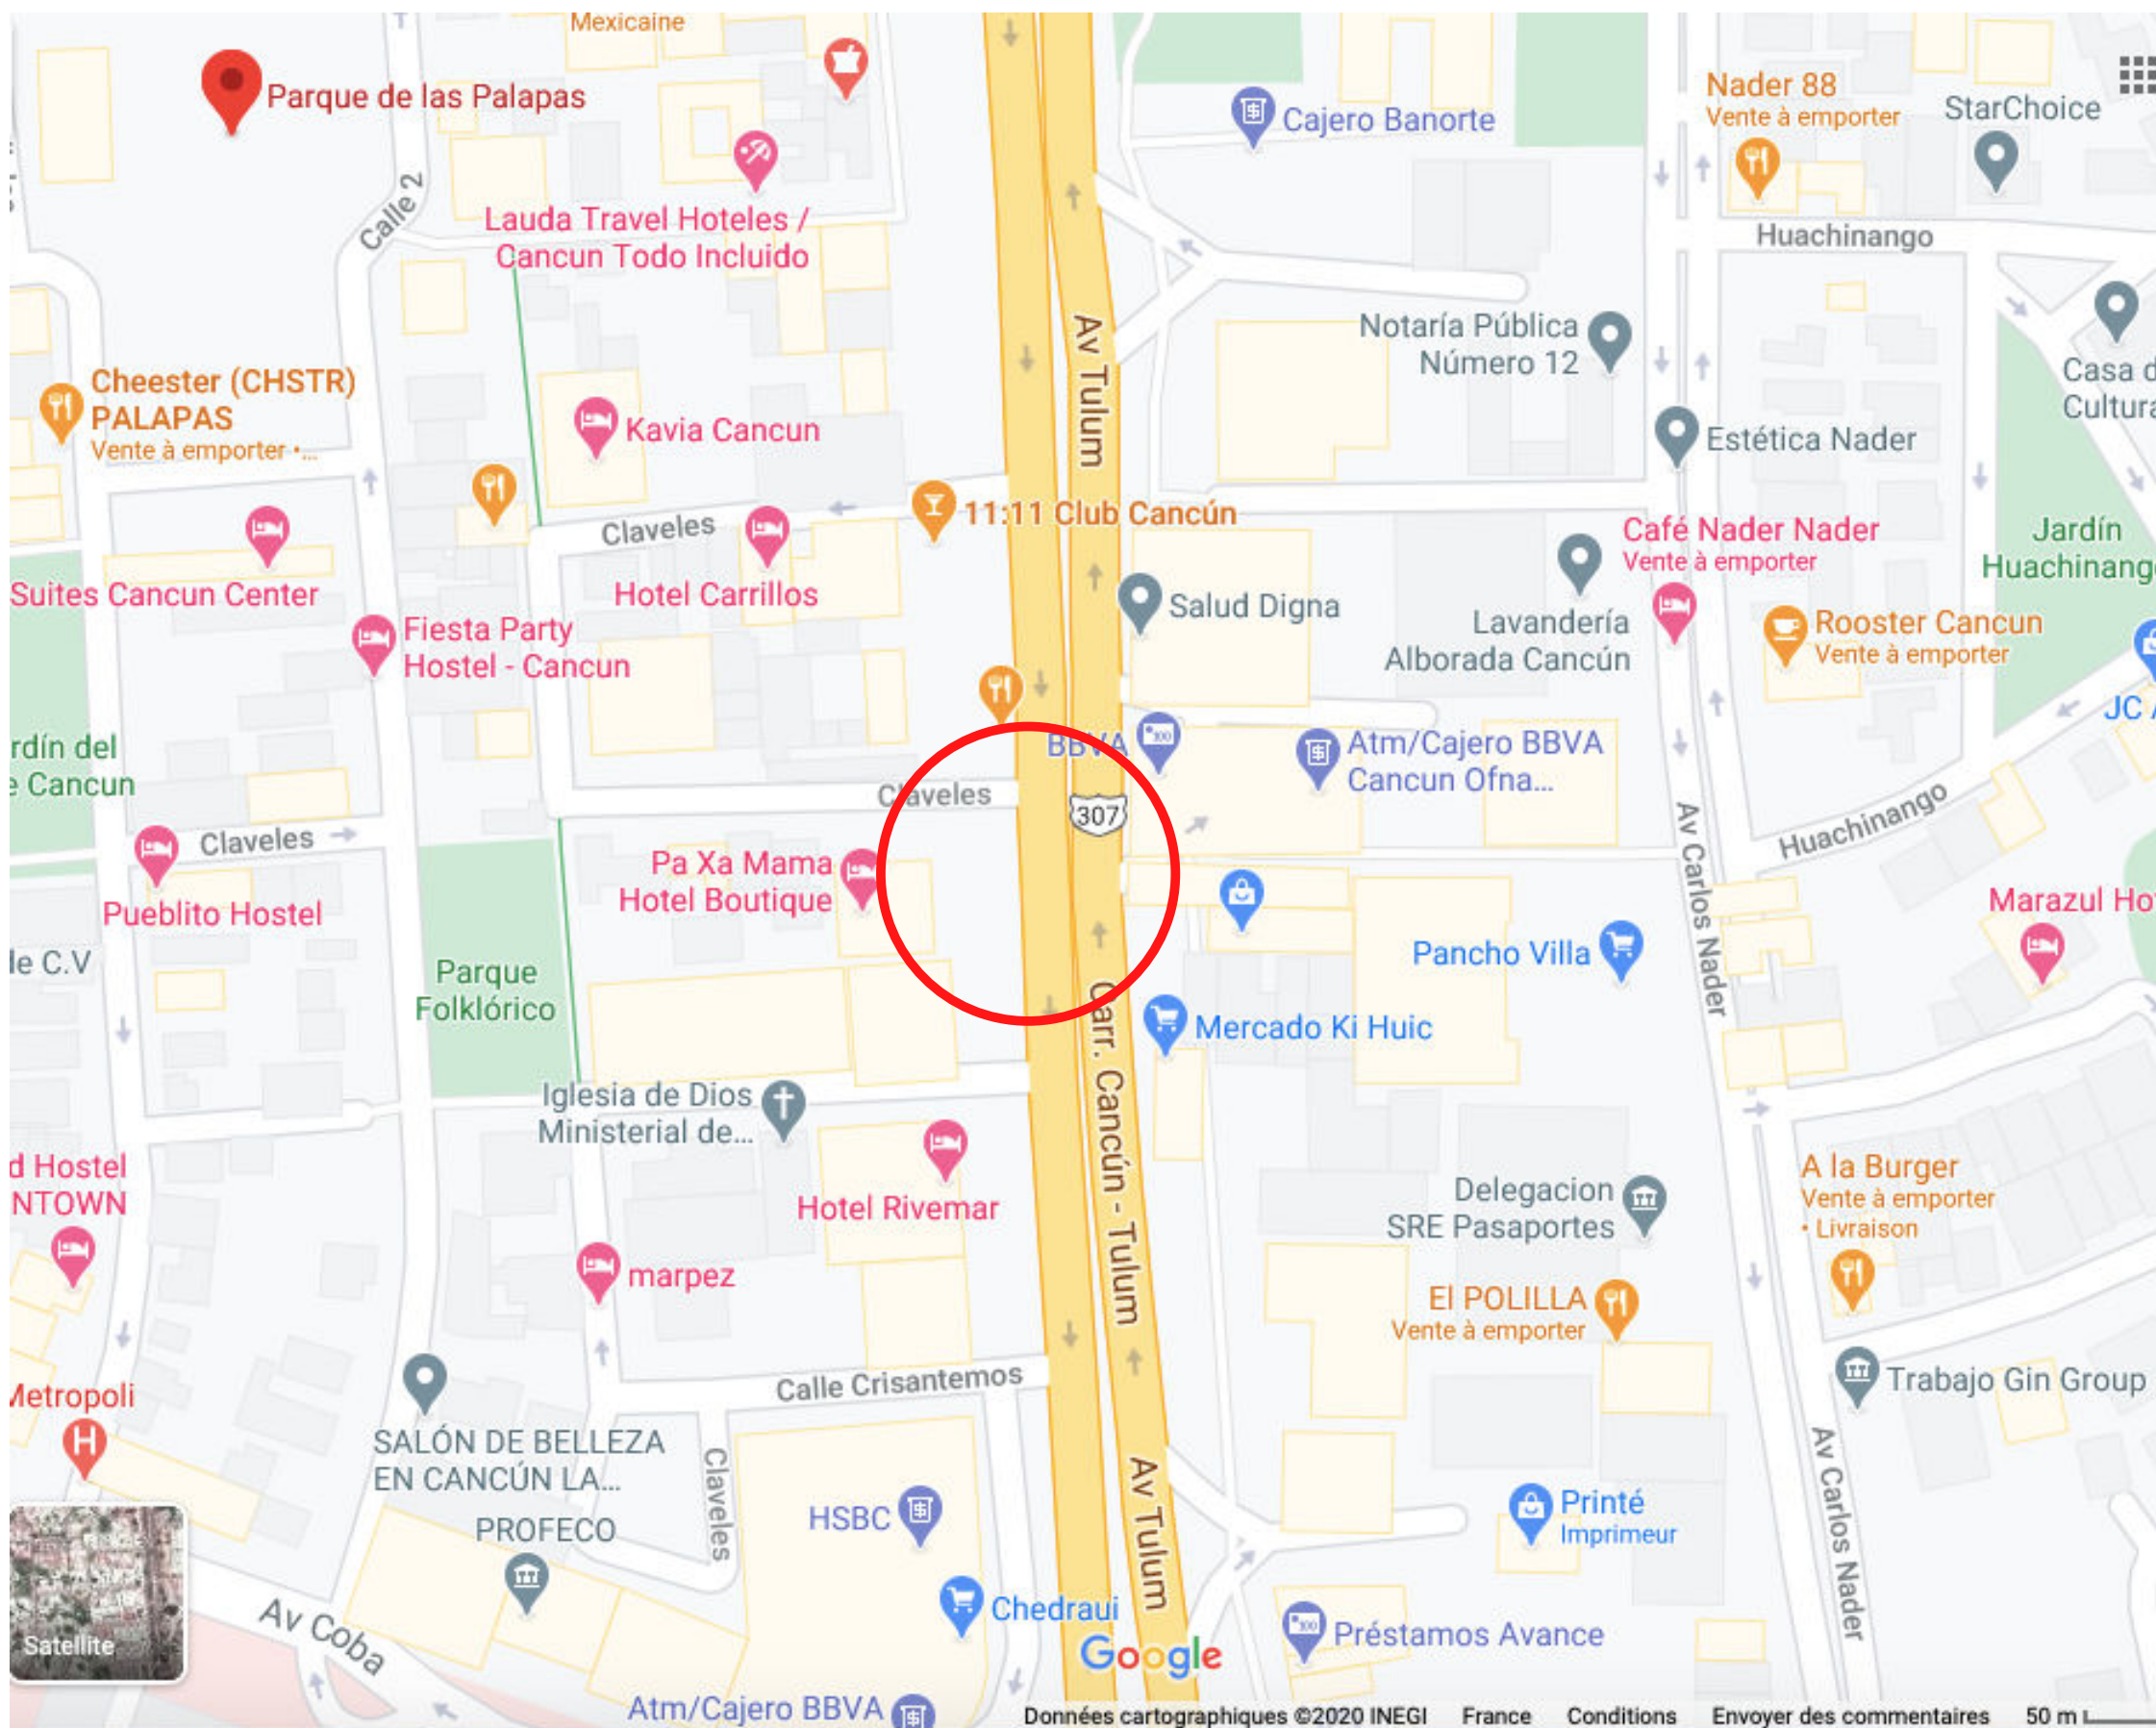 Mexicaine
Parque de las Palapas
Calle 2
Lauda Travel Hoteles /
Cancun Todo Incluido
Cajero Banorte
Nader 88
Vente à emporter
StarChoice
Huachinango
Av Tulum
Notaría Pública
Número 12
Casa d
Cultura
Cheester (CHSTR)
PALAPAS
Vente à emporter •...
Kavia Cancun
Estética Nader
Claveles
11:11 Club Cancún
Café Nader Nader
Vente à emporter
Jardín
Huachinang
Suites Cancun Center
Hotel Carrillos
Salud Digna
Lavandería
Alborada Cancún
Rooster Cancun
Vente à emporter
Fiesta Party
Hostel - Cancun
JC
rdín del
e Cancun
BBVA
Atm/Cajero BBVA
Cancun Ofna...
Claveles
307
Claveles
Av Carlos Nader
Huachinango
Pa Xa Mama
Hotel Boutique
Pueblito Hostel
Marazul Ho
le C.V
Parque
Folklórico
Pancho Villa
Mercado Ki Huic
Carr. Cancún - Tulum
Iglesia de Dios
Ministerial de...
d Hostel
NTOWN
Hotel Rivemar
Delegacion
SRE Pasaportes
A la Burger
Vente à emporter
• Livraison
marpez
El POLILLA
Vente à emporter
Calle Crisantemos
Trabajo Gin Group
Metropoli
H
SALÓN DE BELLEZA
EN CANCÚN LA...
Claveles
Av Tulum
Av Carlos Nader
HSBC
PROFECO
Printé
Imprimeur
Av Coba
Chedraui
Préstamos Avance
Satellite
Google
Atm/Cajero BBVA
Données cartographiques ©2020 INEGI France Conditions Envoyer des commentaires 50 m